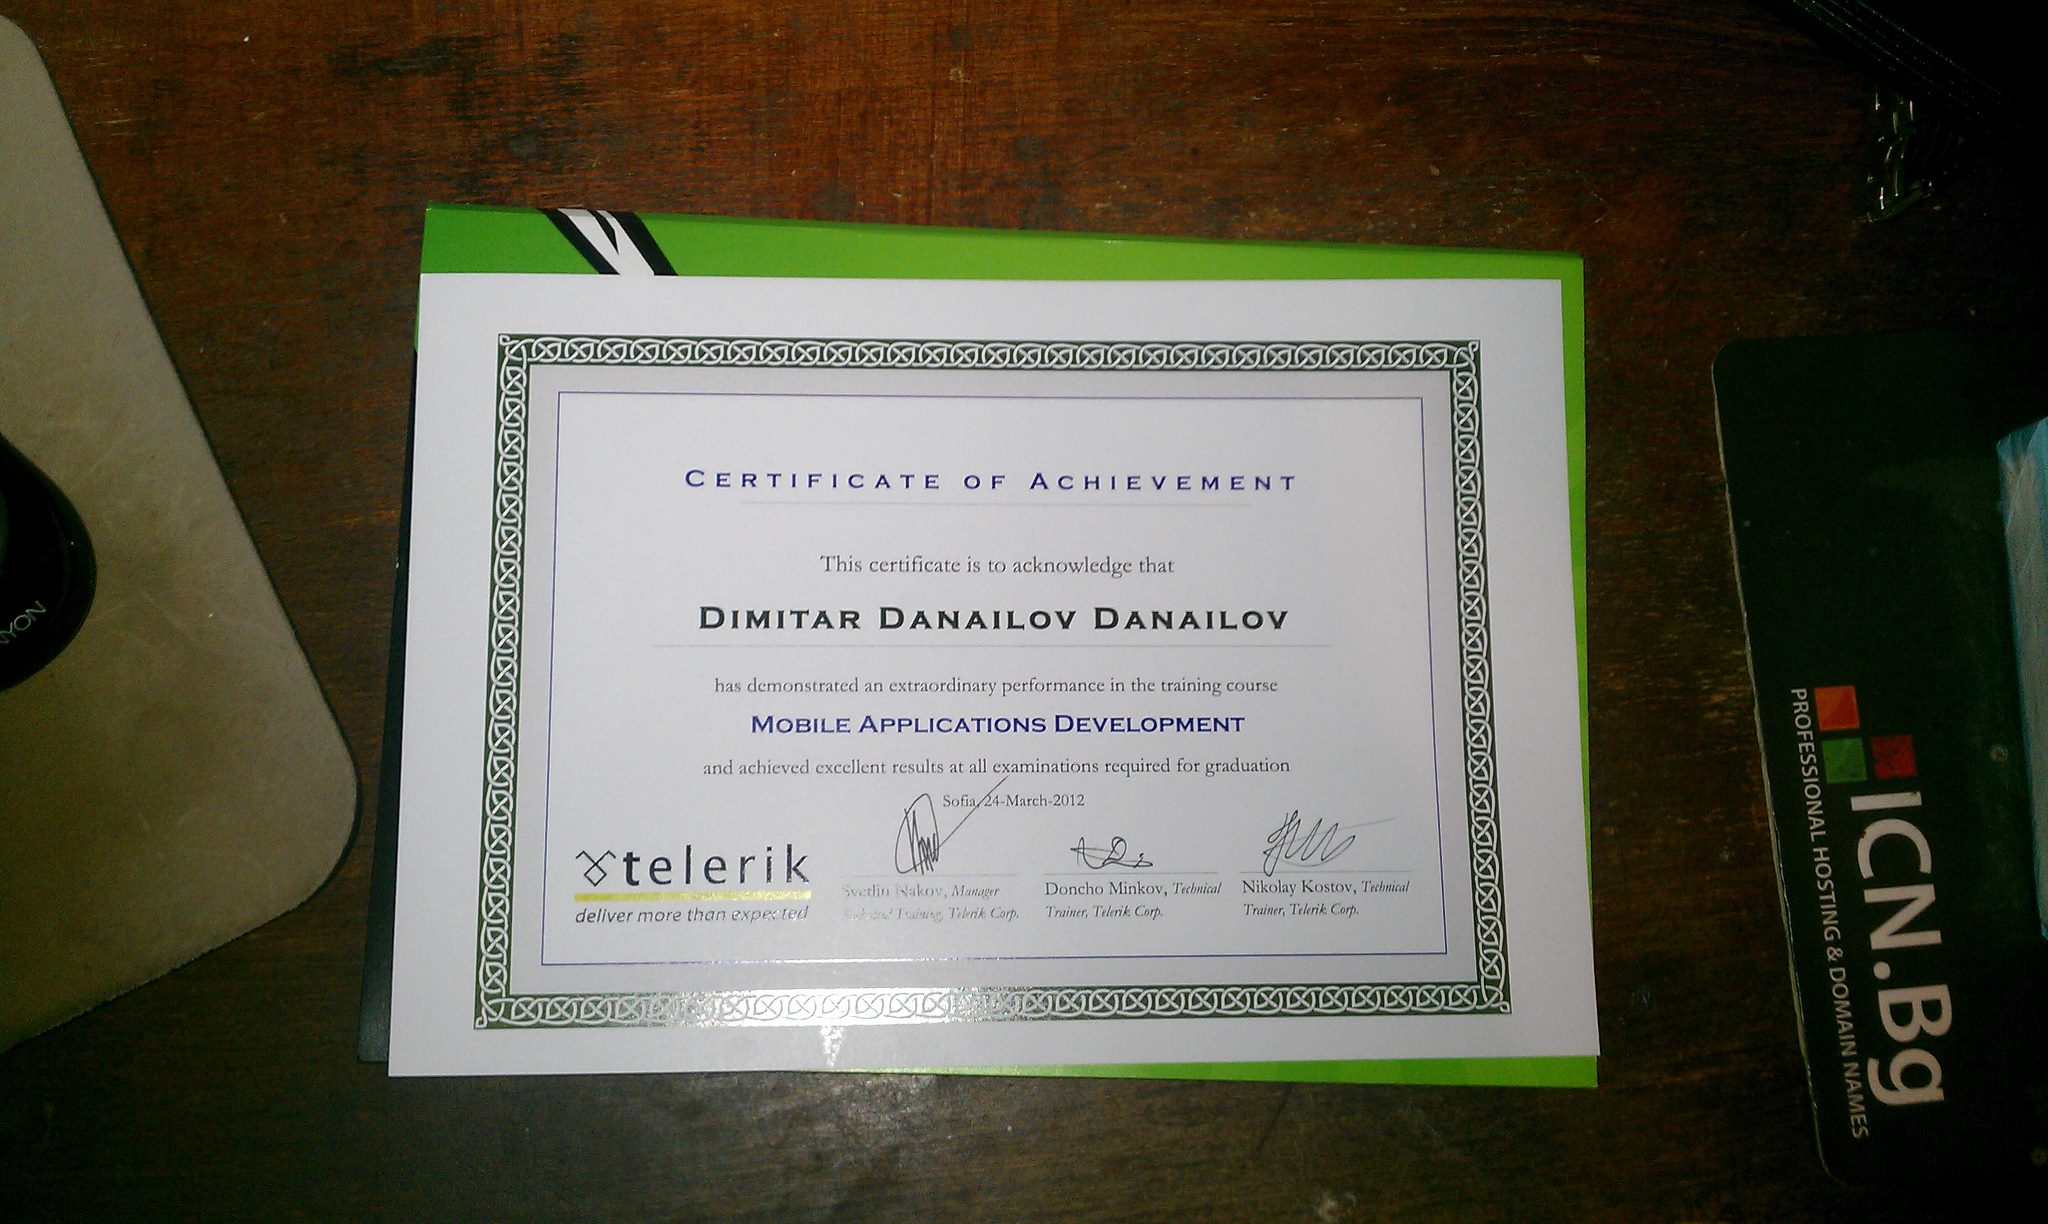 CERTIFICATE OF ACHIEVEMENT
This certificate is to acknowledge that
DIMITAR DANAILOV DANAILOV
has demonstrated an extraordinary performance in the training course
MOBILE APPLICATIONS DEVELOPMENT
and achieved excellent results at all examinations required for graduation
Sofia, 24-March-2012
telerik
deliver more than expected
Svetlin Nakov, Manager
Technical Training, Telerik Corp.
Doncho Minkov, Technical
Trainer, Telerik Corp.
Nikolay Kostov, Technical
Trainer, Telerik Corp.
ICN.Bg
PROFESSIONAL HOSTING & DOMAIN NAMES